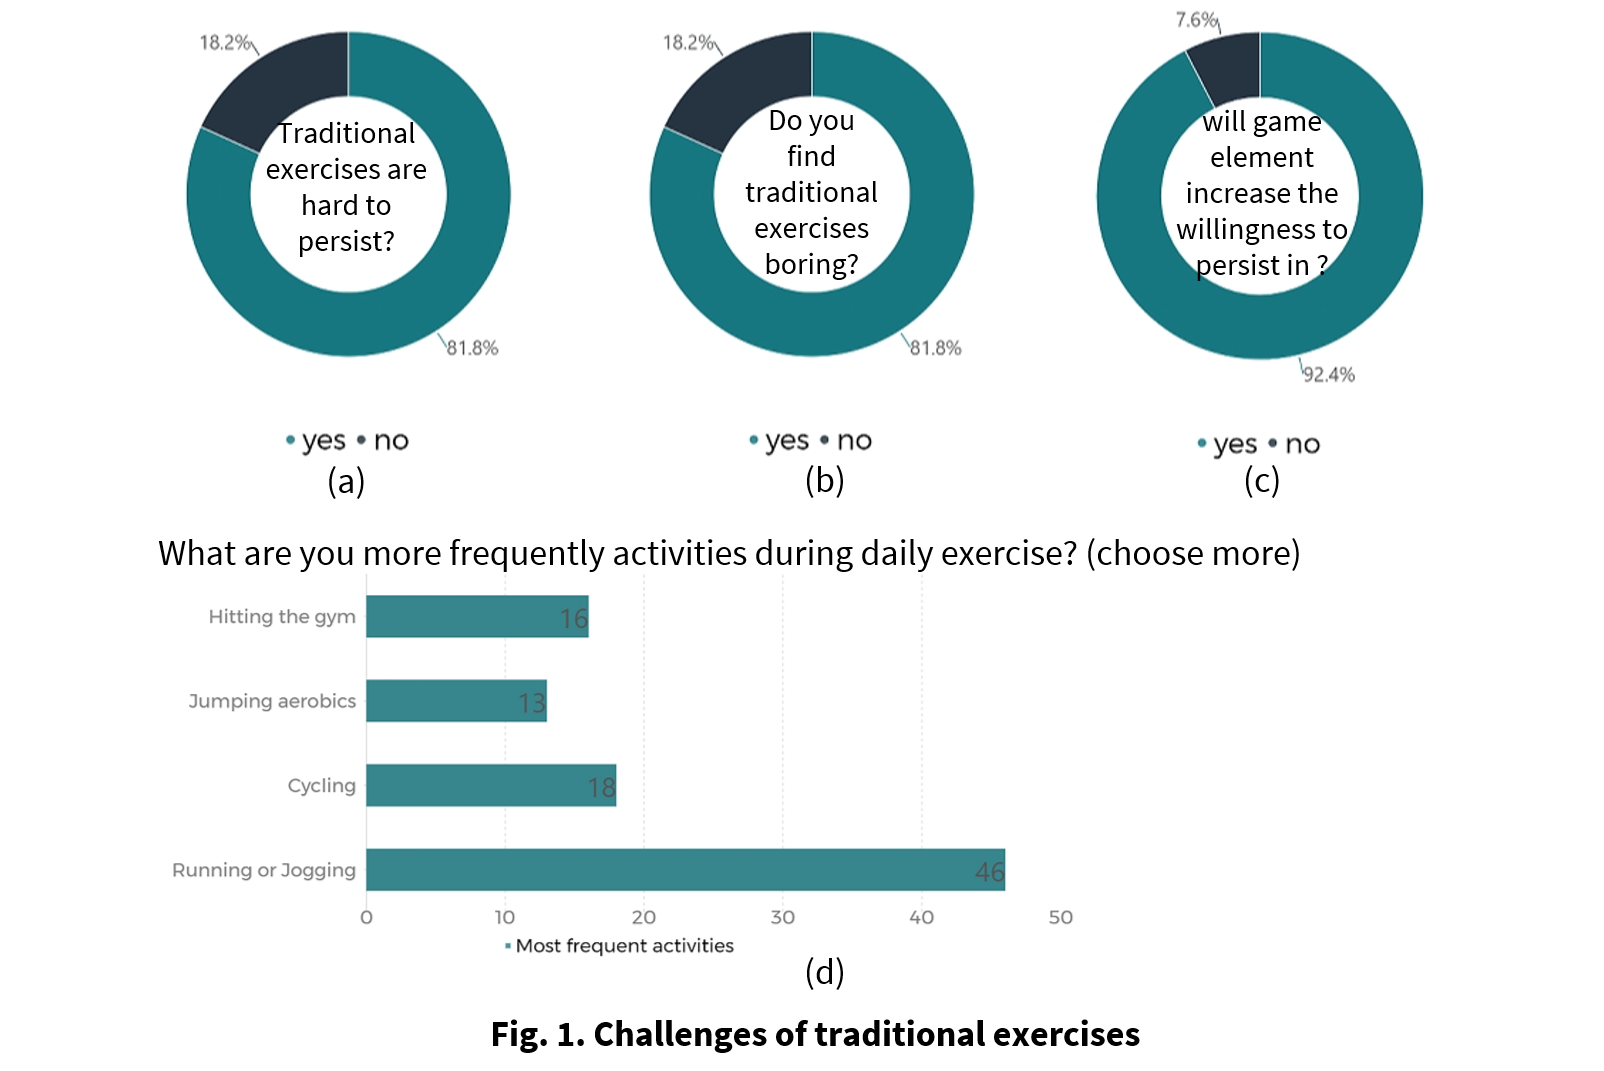 18.2%
Traditional
exercises are
hard to
persist?
81.8%
yes no
(a)
18.2%
Do you
find
traditional
exercises
boring?
81.8%
yes no
(b)
7.6%
will game
element
increase the
willingness to
persist in ?
92.4%
yes no
(c)
What are you more frequently activities during daily exercise? (choose more)
Hitting the gym 16
Jumping aerobics 13
Cycling 18
Running or Jogging 46
0 10 20 30 40 50
Most frequent activities
(d)
Fig. 1. Challenges of traditional exercises